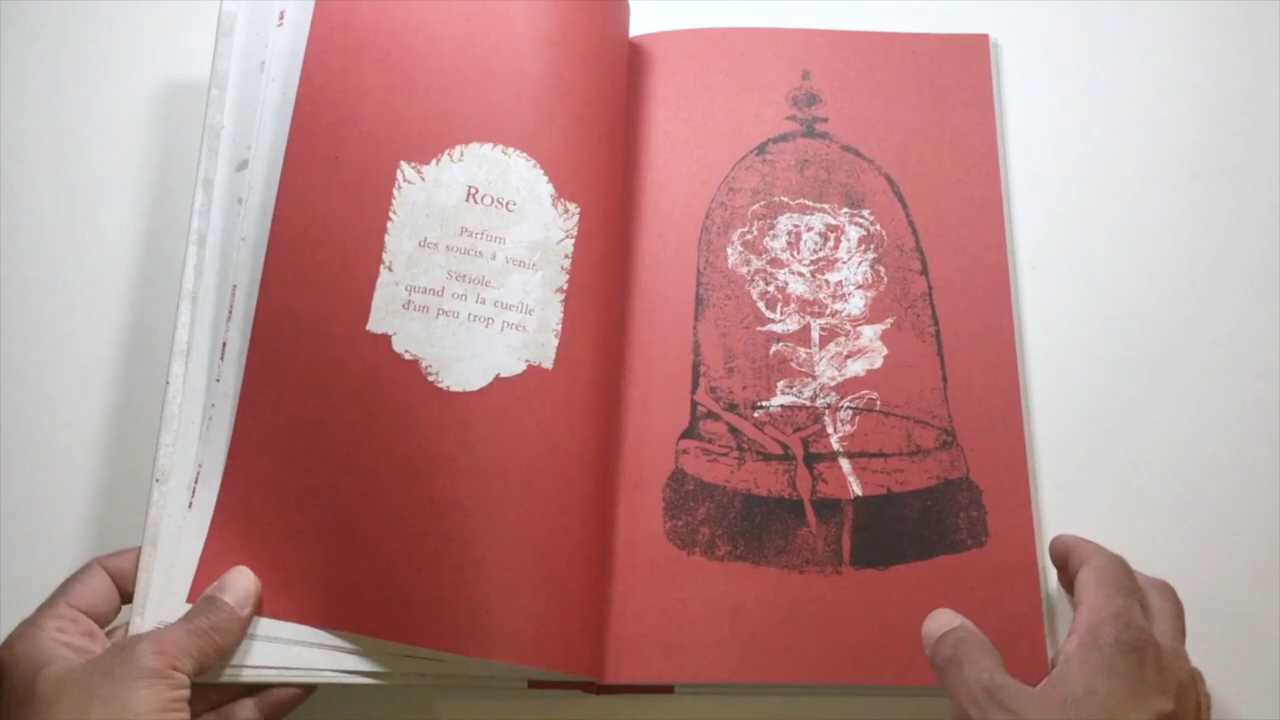 Rose
Parfum
des soucis à venir.
S'étiole...
quand on la cueille
d'un peu trop près.